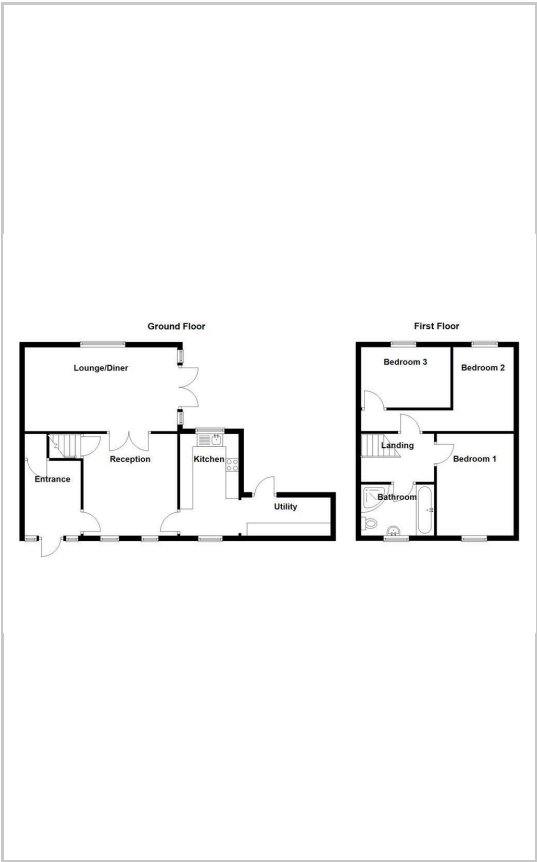 Ground Floor
Lounge/Diner
Reception
Kitchen
Entrance
Utility
First Floor
Bedroom 3
Bedroom 2
Landing
Bedroom 1
Bathroom